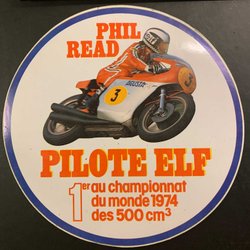 PHIL
READ
3
PILOTE ELF
1er au championnat
du monde 1974
des 500 cm3